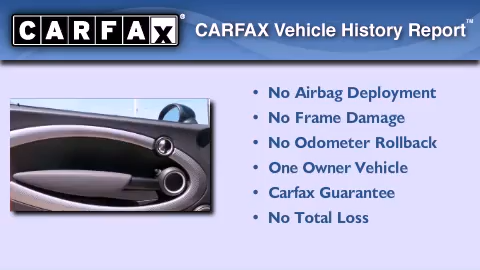 CARFAX® CARFAX Vehicle History Report™
• No Airbag Deployment
• No Frame Damage
• No Odometer Rollback
• One Owner Vehicle
• Carfax Guarantee
• No Total Loss